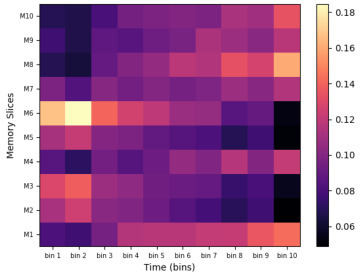 M10
M9
M8
M7
M6
M5
M4
M3
M2
M1
Memory Slices
bin 1 bin 2 bin 3 bin 4 bin 5 bin 6 bin 7 bin 8 bin 9 bin 10
Time (bins)
0.18
0.16
0.14
0.12
0.10
0.08
0.06